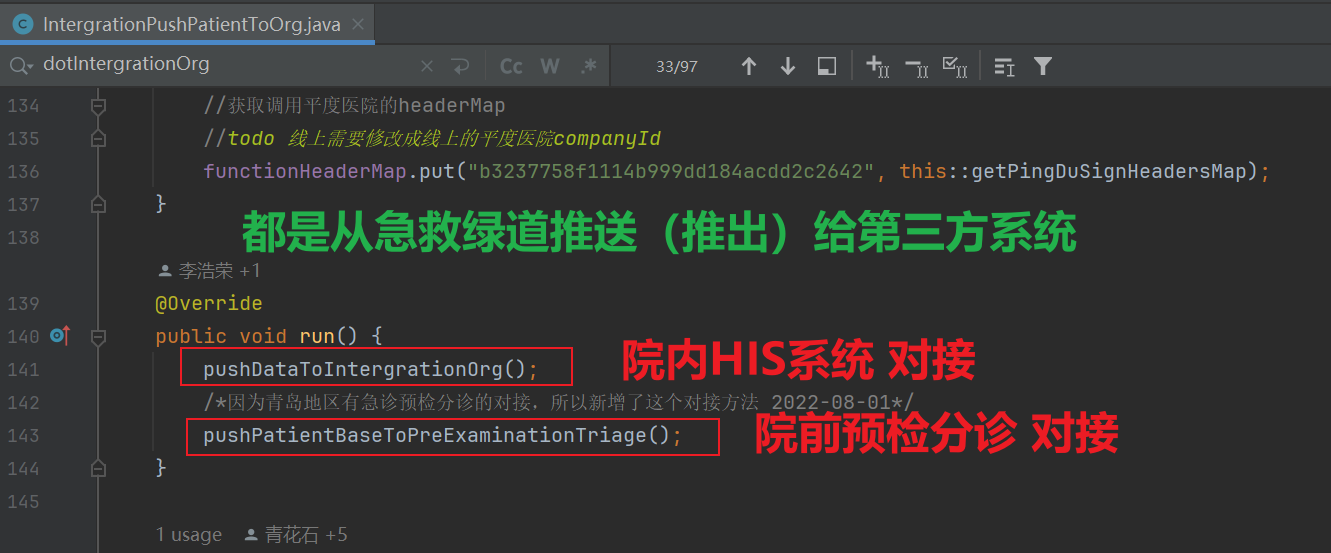 IntergrationPushPatientToOrg.java
dotIntergrationOrg
Cc W .* 33/97
134 //获取调用平度医院的headerMap
135 //todo 线上需要修改成线上的平度医院companyId
136 functionHeaderMap.put("b3237758f1114b999dd184acdd2c2642", this::getPingDuSignHeadersMap);
137 }
138
都是从急救绿道推送（推出）给第三方系统
李浩荣 +1
139 @Override
140 public void run() {
141 pushDataToIntergrationOrg();
院内HIS系统 对接
142 /*因为青岛地区有急诊预检分诊的对接，所以新增了这个对接方法 2022-08-01*/
143 pushPatientBaseToPreExaminationTriage();
院前预检分诊 对接
144 }
145
1 usage 青花石 +5